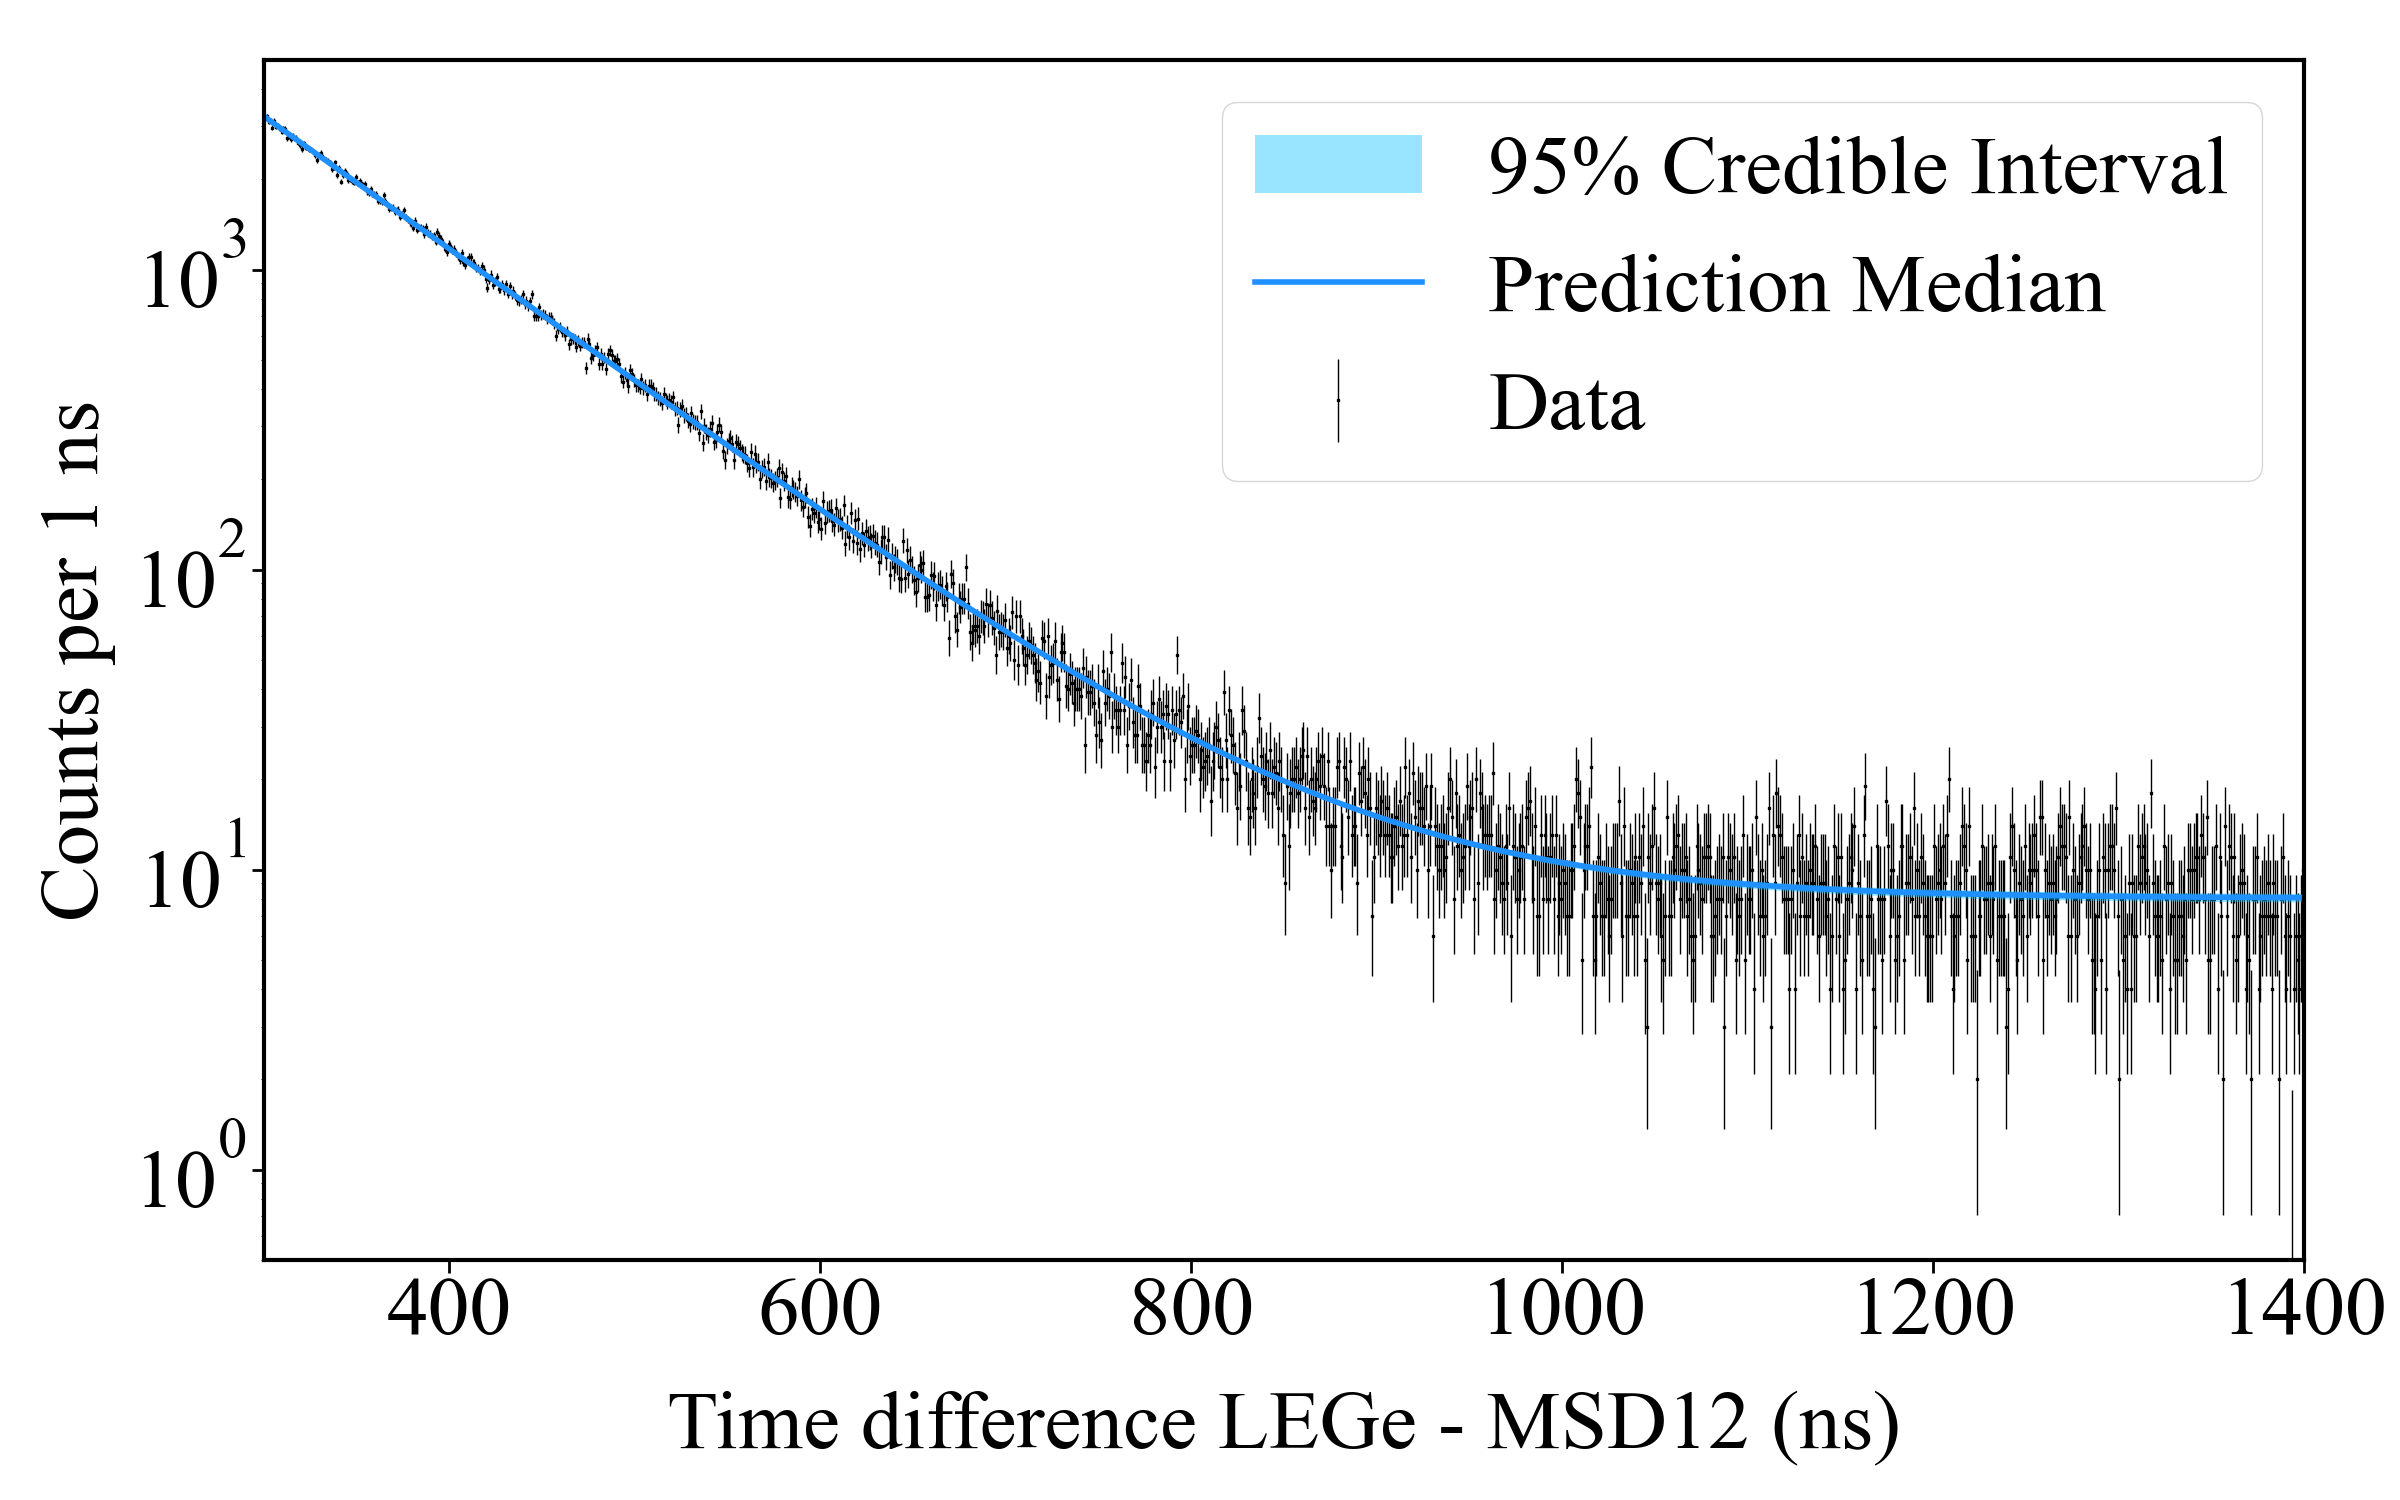 95% Credible Interval
Prediction Median
Data
Counts per 1 ns
10^3
10^2
10^1
10^0
400 600 800 1000 1200 1400
Time difference LEGe - MSD12 (ns)